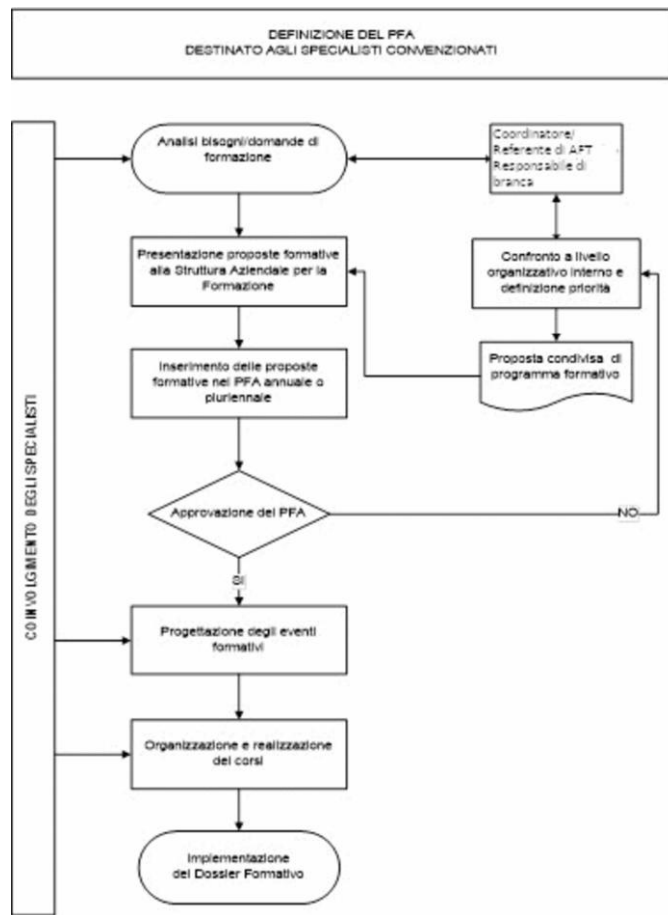 DEFINIZIONE DEL PFA
DESTINATO AGLI SPECIALISTI CONVENZIONATI
COINVOLGIMENTO DEGLI SPECIALISTI
Analisi bisogni/domande di
formazione
Coordinatore/
Referente di AFT
Responsabile di
branca
Presentazione proposte formative
alla Struttura Aziendale per la
Formazione
Confronto a livello
organizzativo interno e
definizione priorità
Inserimento delle proposte
formative nel PFA annuale o
pluriennale
Proposta condivisa di
programma formativo
Approvazione del PFA
NO
SI
Progettazione degli eventi
formativi
Organizzazione e realizzazione
dei corsi
Implementazione
del Dossier Formativo